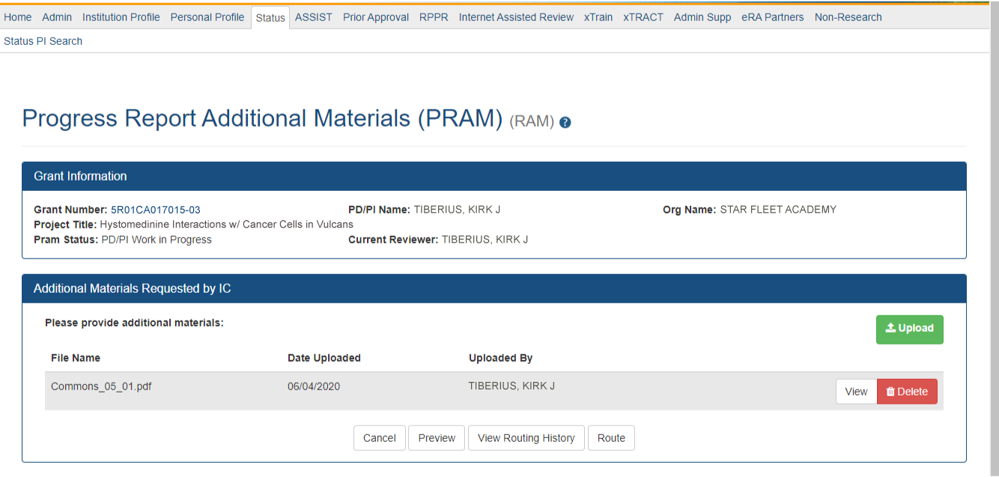 Home Admin Institution Profile Personal Profile Status ASSIST Prior Approval RPPR Internet Assisted Review xTrain xTRACT Admin Supp eRA Partners Non-Research
Status PI Search
Progress Report Additional Materials (PRAM) (RAM) ?
Grant Information
Grant Number: 5R01CA017015-03 PD/PI Name: TIBERIUS, KIRK J Org Name: STAR FLEET ACADEMY
Project Title: Hystomedinine Interactions w/ Cancer Cells in Vulcans
Pram Status: PD/PI Work in Progress Current Reviewer: TIBERIUS, KIRK J
Additional Materials Requested by IC
Please provide additional materials: Upload
File Name Date Uploaded Uploaded By
Commons_05_01.pdf 06/04/2020 TIBERIUS, KIRK J View Delete
Cancel Preview View Routing History Route